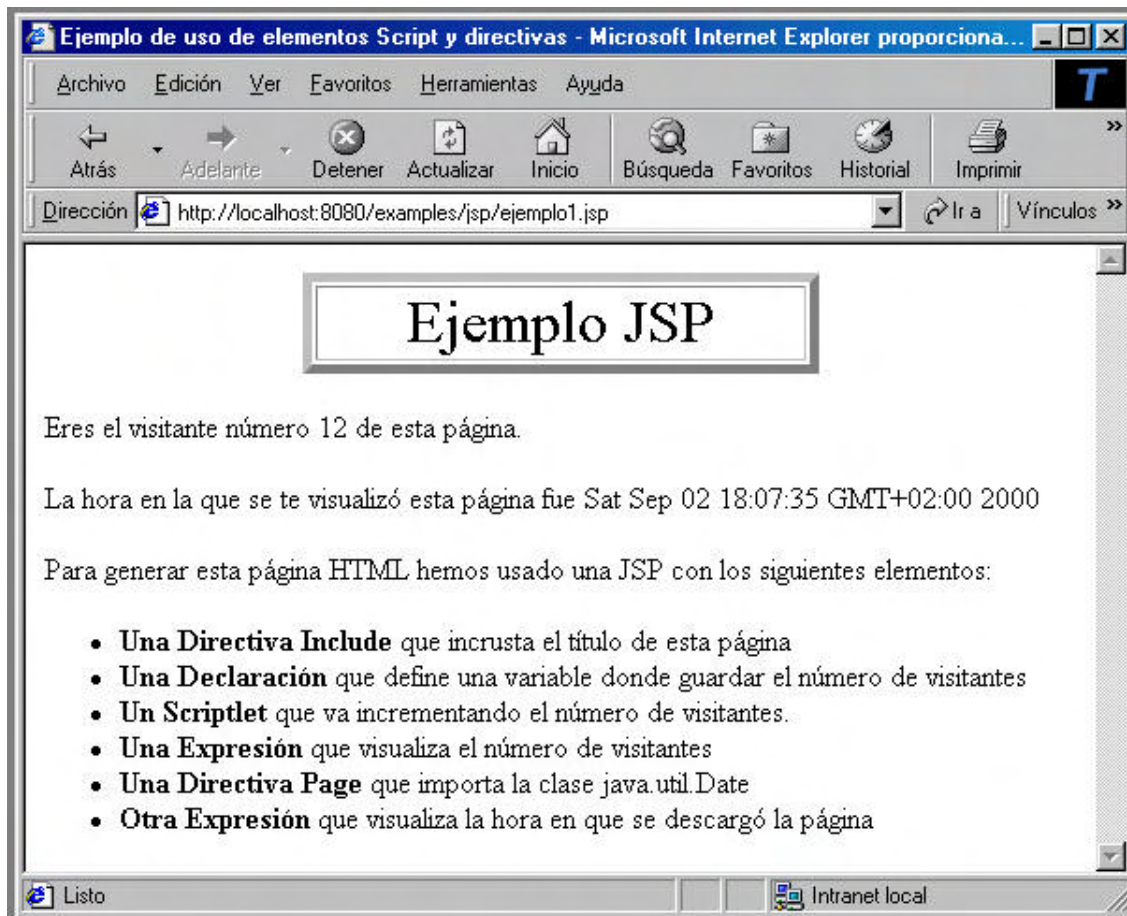 Ejemplo de uso de elementos Script y directivas - Microsoft Internet Explorer proporciona...
Archivo Edición Ver Favoritos Herramientas Ayuda
T
Atrás Adelante Detener Actualizar Inicio Búsqueda Favoritos Historial Imprimir »
Dirección http://localhost:8080/examples/jsp/ejemplo1.jsp Ir a Vínculos »
Ejemplo JSP
Eres el visitante número 12 de esta página.
La hora en la que se te visualizó esta página fue Sat Sep 02 18:07:35 GMT+02:00 2000
Para generar esta página HTML hemos usado una JSP con los siguientes elementos:
• Una Directiva Include que incrusta el título de esta página
• Una Declaración que define una variable donde guardar el número de visitantes
• Un Scriptlet que va incrementando el número de visitantes.
• Una Expresión que visualiza el número de visitantes
• Una Directiva Page que importa la clase java.util.Date
• Otra Expresión que visualiza la hora en que se descargó la página
Listo Intranet local